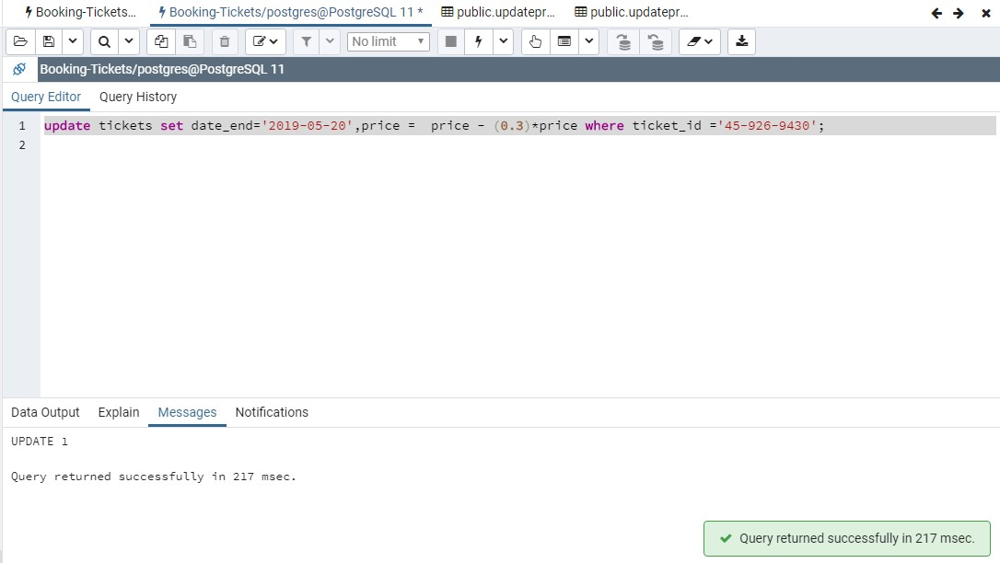 Booking-Tickets... Booking-Tickets/postgres@PostgreSQL 11 * public.updatepr... public.updatepr...
No limit
Booking-Tickets/postgres@PostgreSQL 11
Query Editor Query History
1 update tickets set date_end='2019-05-20',price =  price - (0.3)*price where ticket_id ='45-926-9430';
2
Data Output Explain Messages Notifications
UPDATE 1
Query returned successfully in 217 msec.
Query returned successfully in 217 msec.